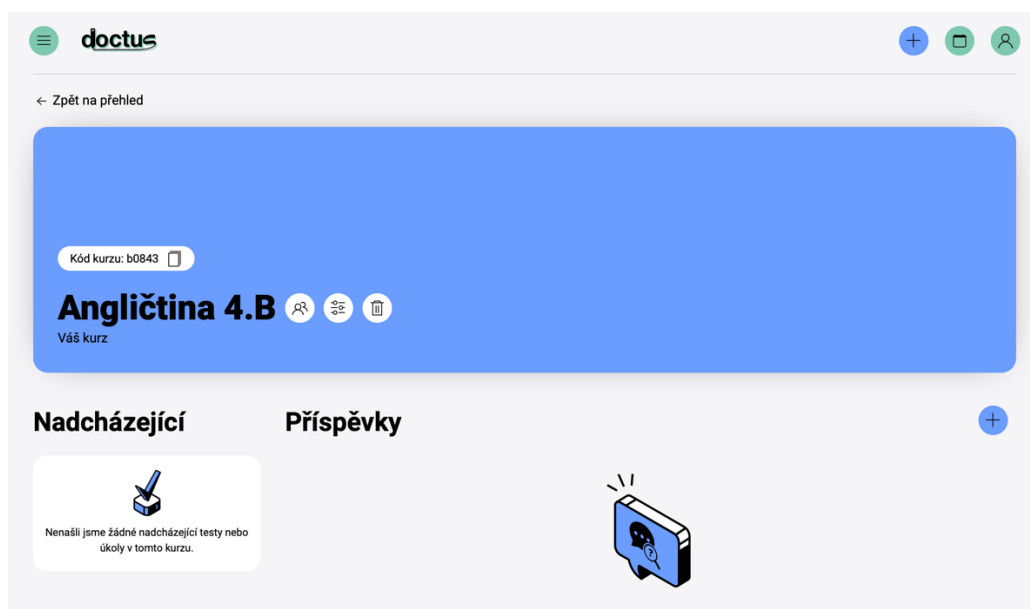 doctus
← Zpět na přehled
Kód kurzu: b0843
Angličtina 4.B
Váš kurz
Nadcházející
Příspěvky
Nenašli jsme žádné nadcházející testy nebo
úkoly v tomto kurzu.